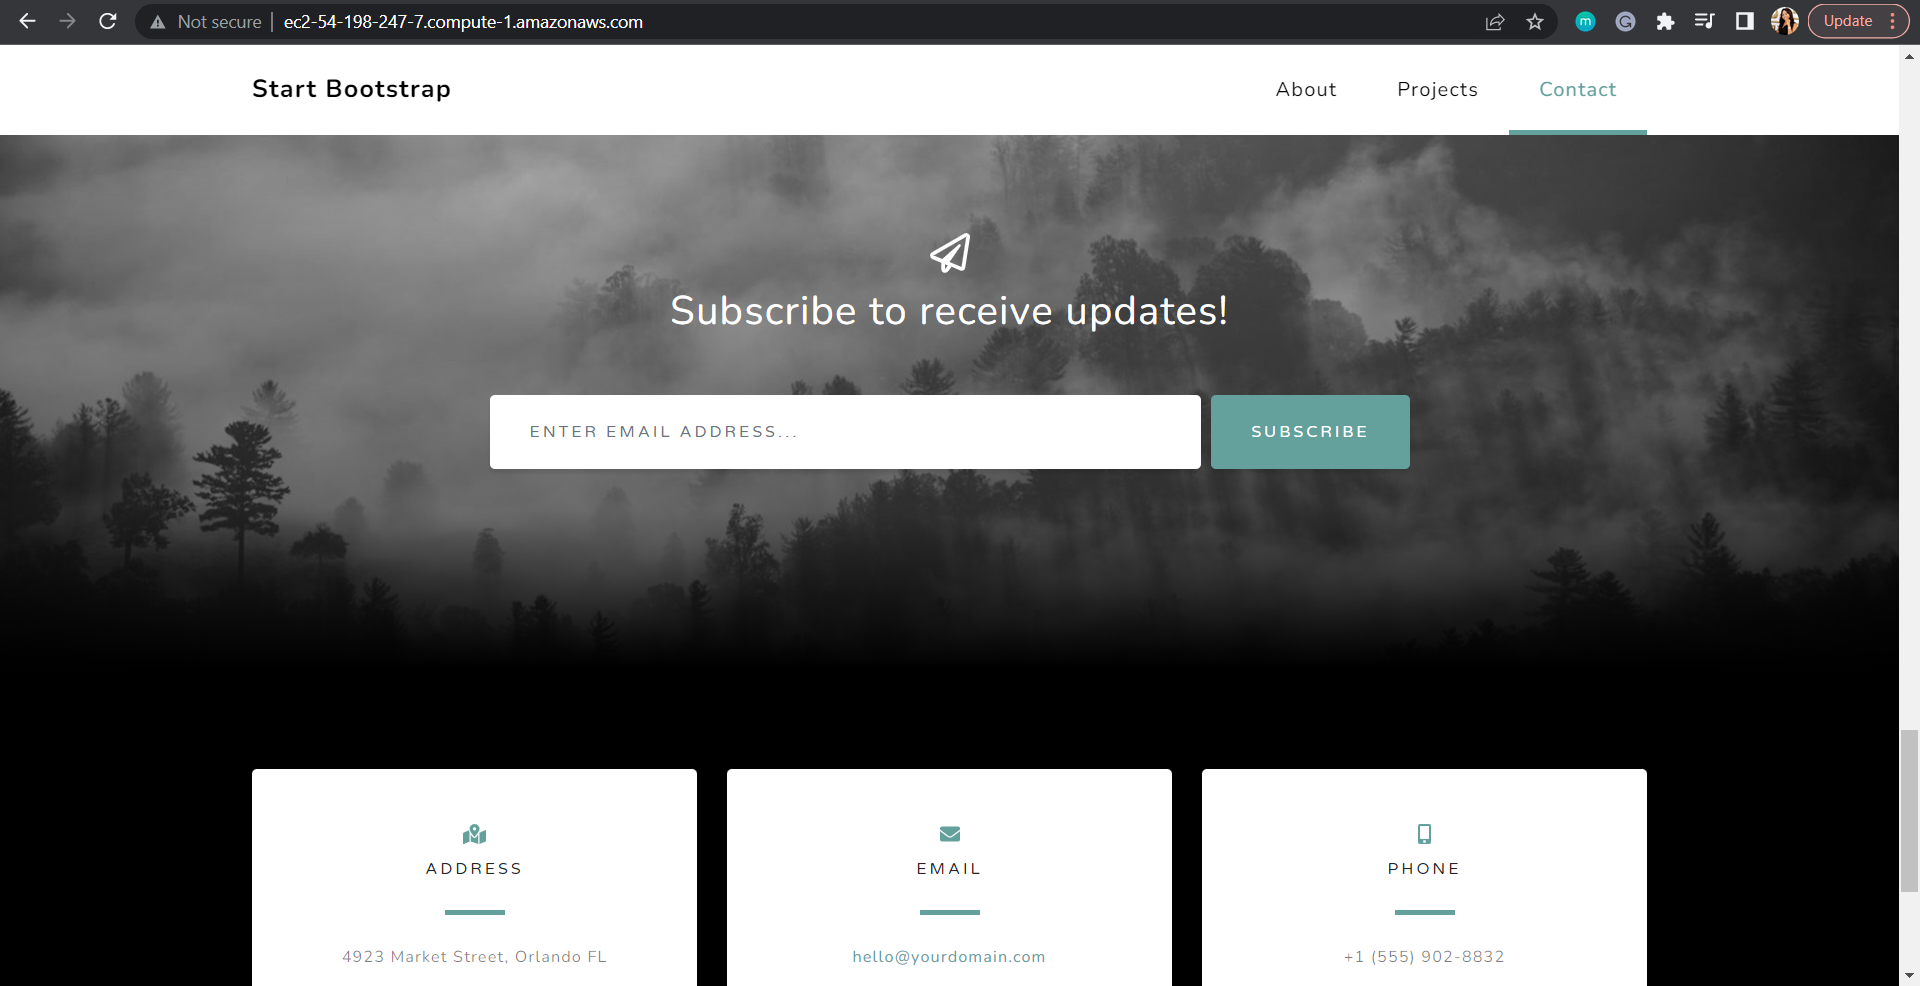 Not secure | ec2-54-198-247-7.compute-1.amazonaws.com
m
G
Update
Start Bootstrap
About
Projects
Contact
Subscribe to receive updates!
ENTER EMAIL ADDRESS...
SUBSCRIBE
ADDRESS
4923 Market Street, Orlando FL
EMAIL
hello@yourdomain.com
PHONE
+1 (555) 902-8832